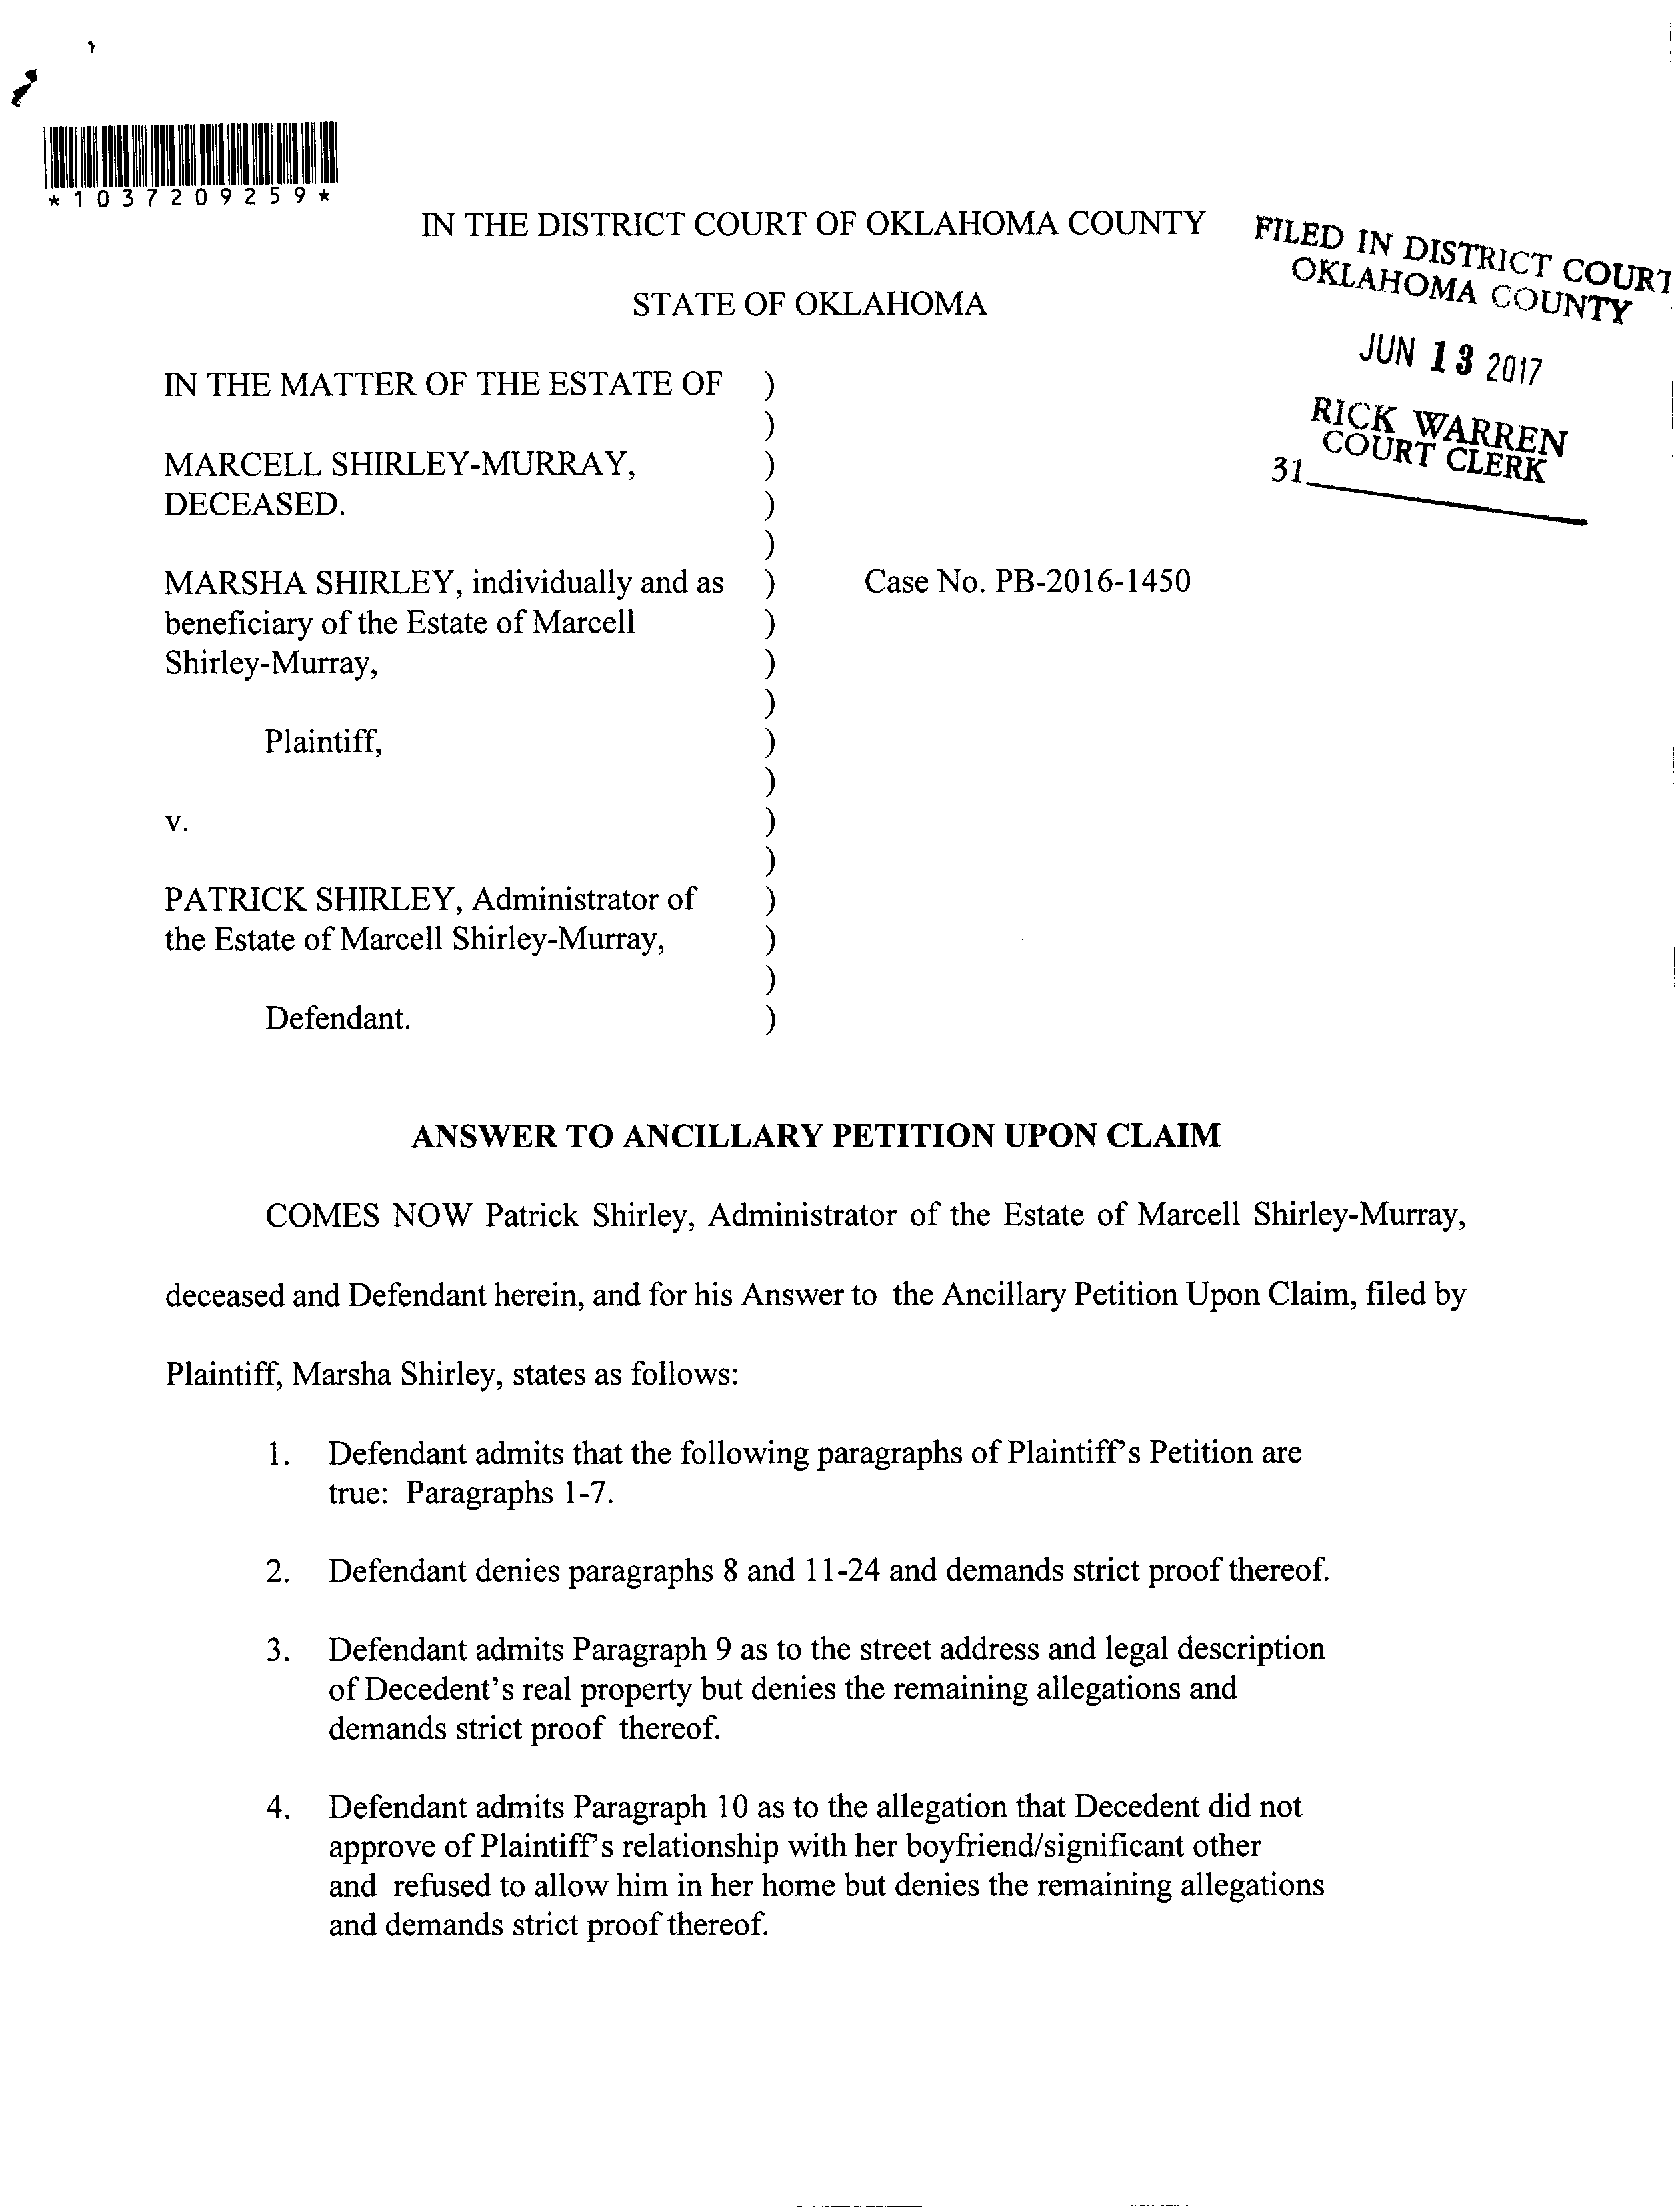 *1037209259*
IN THE DISTRICT COURT OF OKLAHOMA COUNTY
STATE OF OKLAHOMA
FILED IN DISTRICT COURT
OKLAHOMA COUNTY
JUN 13 2017
RICK WARREN
COURT CLERK
31
IN THE MATTER OF THE ESTATE OF )
)
MARCELL SHIRLEY-MURRAY, )
DECEASED. )
)
MARSHA SHIRLEY, individually and as ) Case No. PB-2016-1450
beneficiary of the Estate of Marcell )
Shirley-Murray, )
)
Plaintiff, )
)
v. )
)
PATRICK SHIRLEY, Administrator of )
the Estate of Marcell Shirley-Murray, )
)
Defendant. )
ANSWER TO ANCILLARY PETITION UPON CLAIM
COMES NOW Patrick Shirley, Administrator of the Estate of Marcell Shirley-Murray,
deceased and Defendant herein, and for his Answer to the Ancillary Petition Upon Claim, filed by
Plaintiff, Marsha Shirley, states as follows:
1. Defendant admits that the following paragraphs of Plaintiff's Petition are
true: Paragraphs 1-7.
2. Defendant denies paragraphs 8 and 11-24 and demands strict proof thereof.
3. Defendant admits Paragraph 9 as to the street address and legal description
of Decedent's real property but denies the remaining allegations and
demands strict proof thereof.
4. Defendant admits Paragraph 10 as to the allegation that Decedent did not
approve of Plaintiff's relationship with her boyfriend/significant other
and refused to allow him in her home but denies the remaining allegations
and demands strict proof thereof.